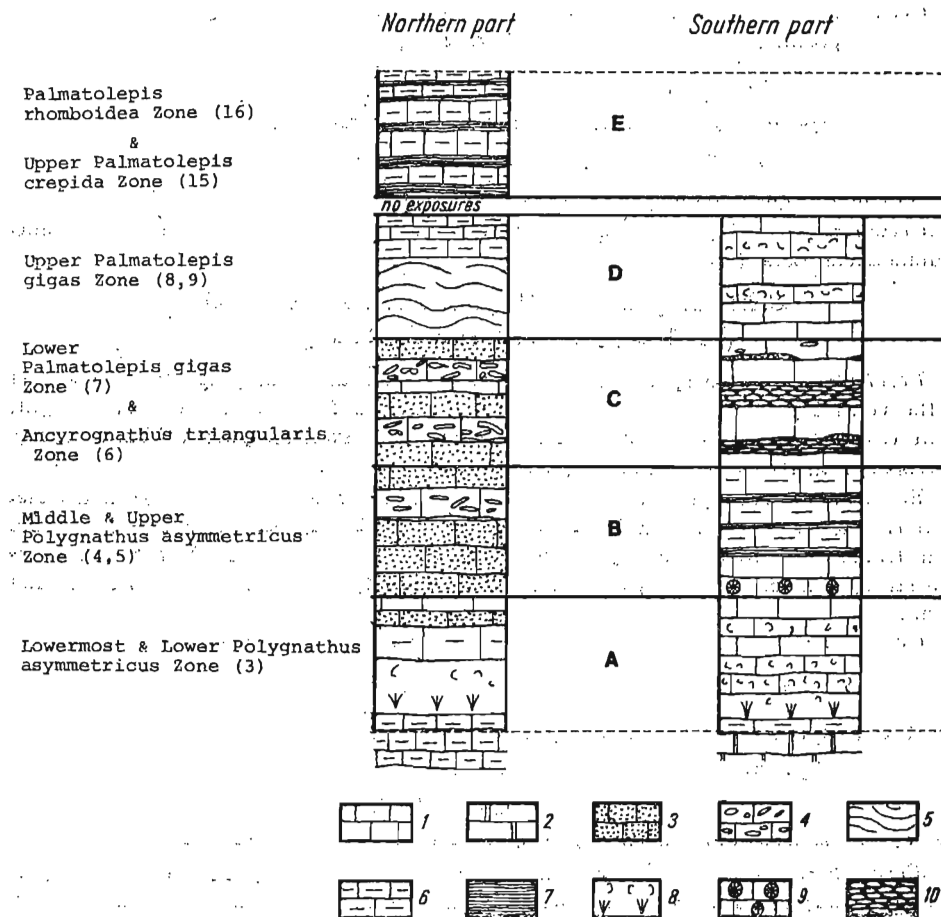 Northern part
Southern part
Palmatolepis
rhomboidea Zone (16)
&
Upper Palmatolepis
crepida Zone (15)
E
no exposures
Upper Palmatolepis
gigas Zone (8,9)
D
Lower
Palmatolepis gigas
Zone (7)
&
Ancyrognathus triangularis
Zone (6)
C
Middle & Upper
Polygnathus asymmetricus
Zone (4,5)
B
Lowermost & Lower Polygnathus
asymmetricus Zone (3)
A
1
2
3
4
5
6
7
8
9
10